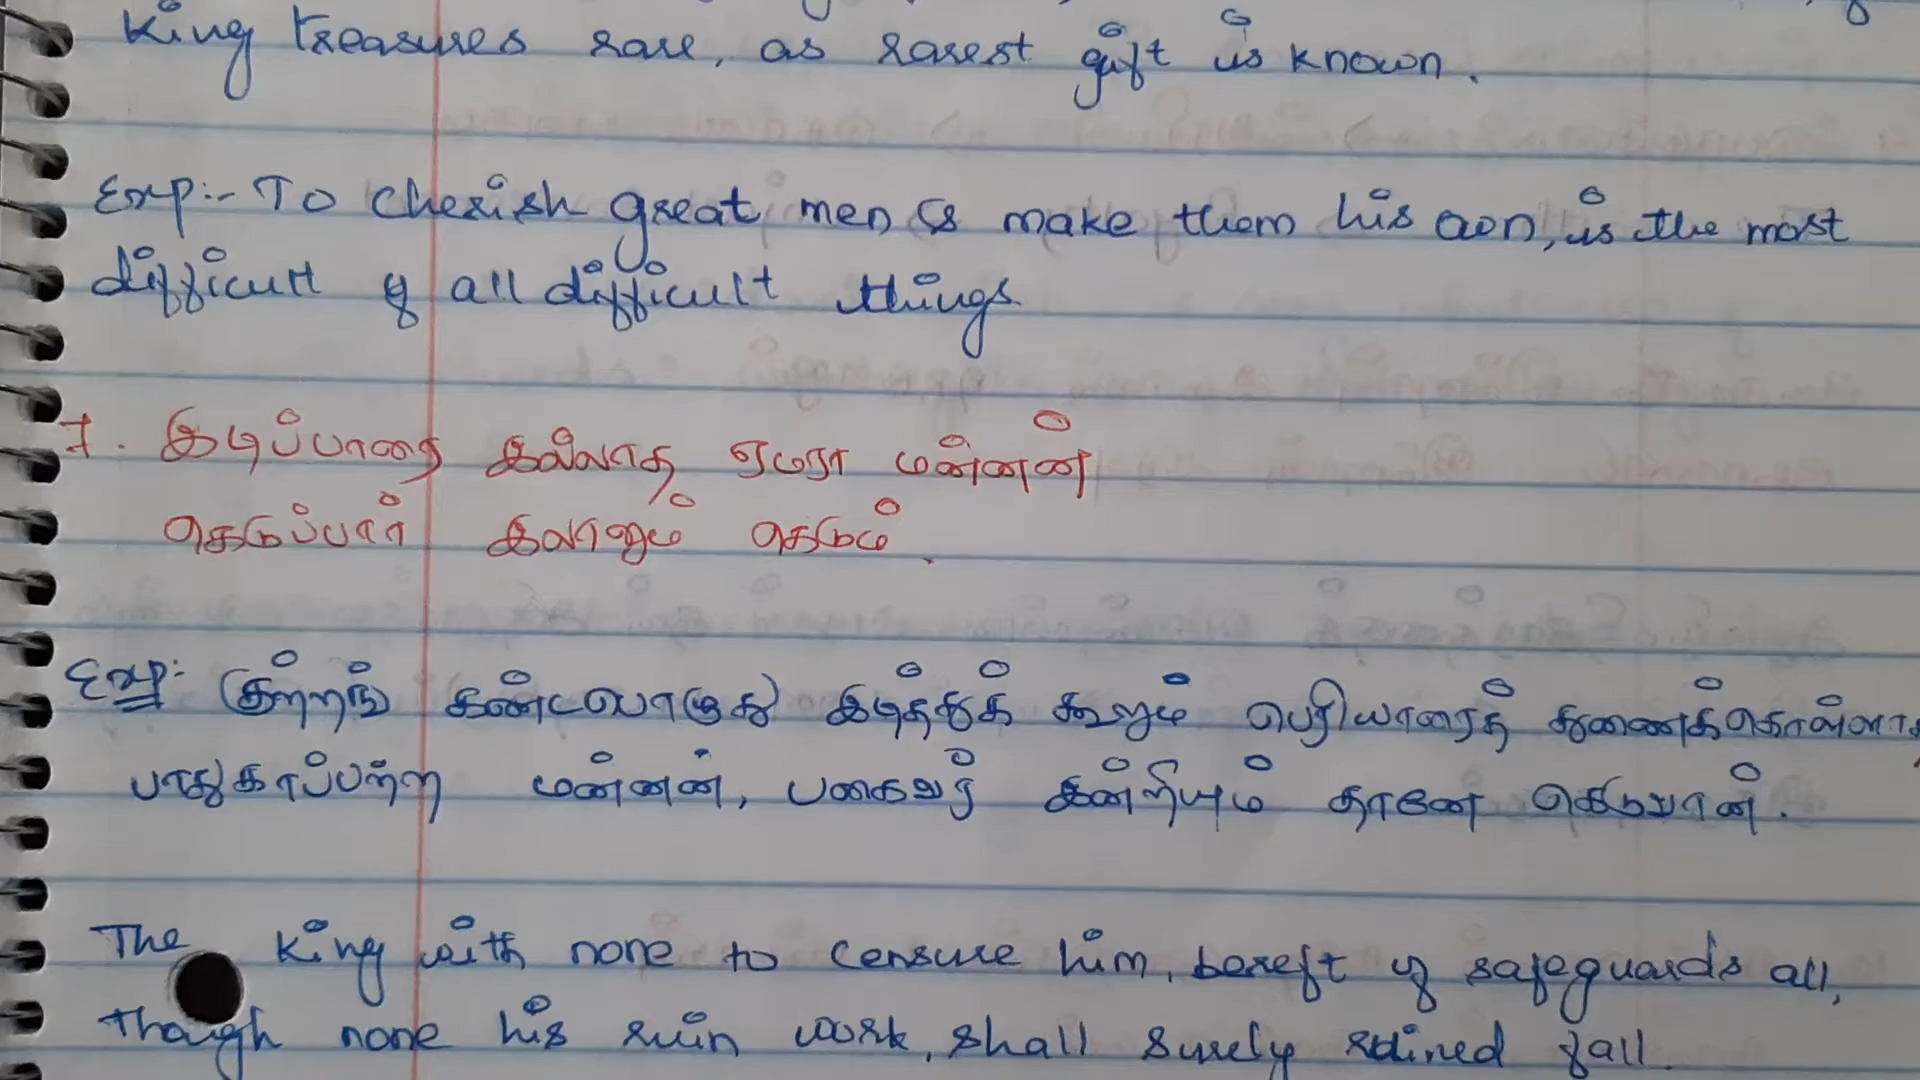 King treasures rare, as rarest gift is known.
Exp:- To cherish great men & make them his own, is the most
difficult of all difficult things
7. இடிப்பாரை இல்லாத ஏமரா மன்னன்
கெடுப்பார் இலானும் கெடும்.
Exp: குற்றங் கண்டபொழுது இடித்துக் கூறும் பெரியாரைத் துணைக்கொள்ளாத
பாதுகாப்பற்ற மன்னன், பகைவர் இன்றியும் தானே கெடுவான்.
The King with none to censure him, bereft of safeguards all,
though none his ruin work, shall surely ruined fall.